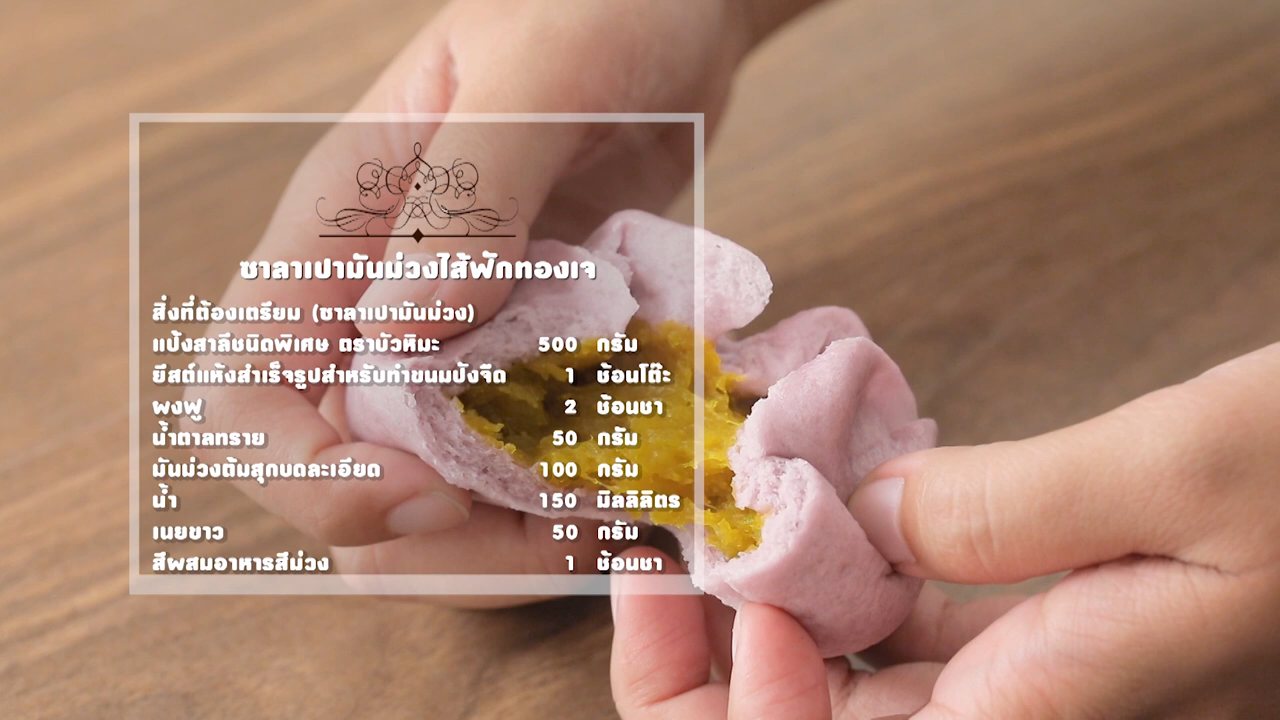 ซาลาเปามันม่วงไส้ฟักทองเจ
สิ่งที่ต้องเตรียม (ซาลาเปามันม่วง)
แป้งสาลีชนิดพิเศษ ตราบัวหิมะ 500 กรัม
ยีสต์แห้งสำเร็จรูปสำหรับทำขนมปังจืด 1 ช้อนโต๊ะ
ผงฟู 2 ช้อนชา
น้ำตาลทราย 50 กรัม
มันม่วงต้มสุกบดละเอียด 100 กรัม
น้ำ 150 มิลลิลิตร
เนยขาว 50 กรัม
สีผสมอาหารสีม่วง 1 ช้อนชา